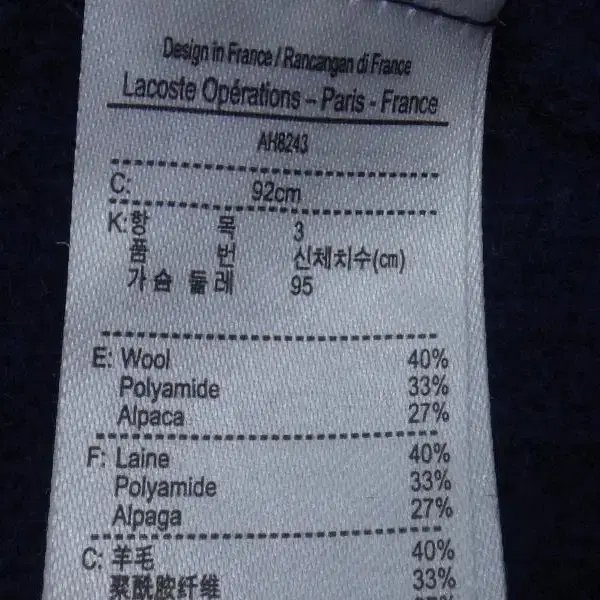 Design in France / Rancangan di France
Lacoste Opérations – Paris - France
AH8243
C: 92cm
K: 항 목 3
품 번 신체치수(cm)
가슴 둘레 95
E: Wool 40%
Polyamide 33%
Alpaca 27%
F: Laine 40%
Polyamide 33%
Alpaga 27%
C: 羊毛 40%
聚酰胺纤维 33%